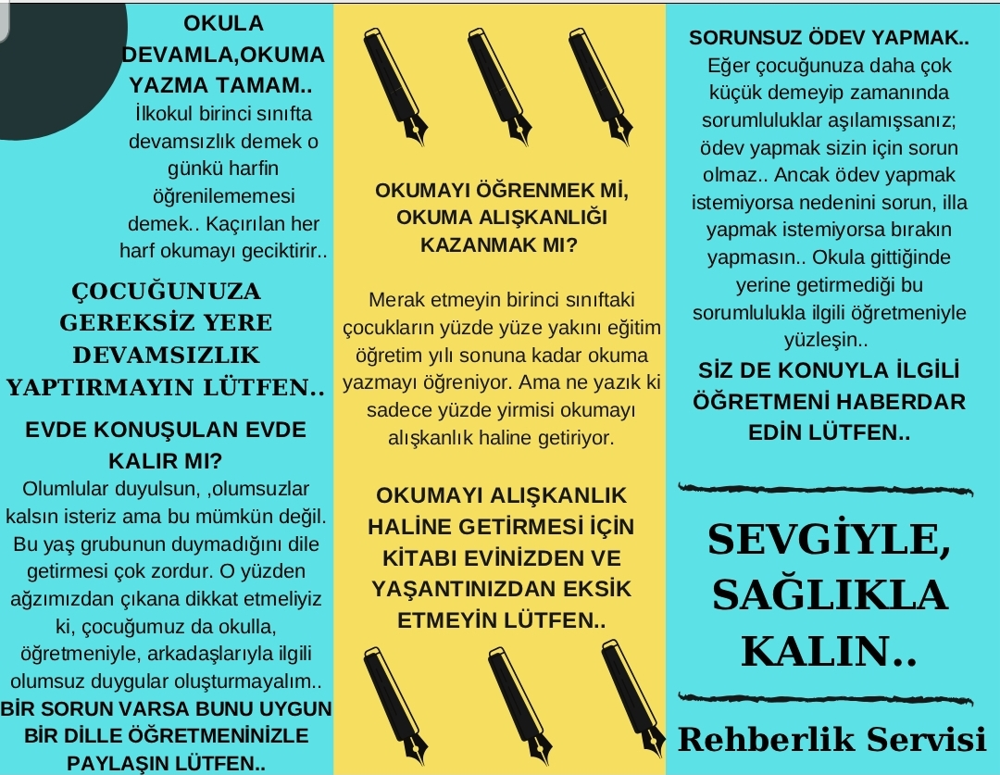 OKULA
DEVAMLA,OKUMA
YAZMA TAMAM..
İlkokul birinci sınıfta
devamsızlık demek o
günkü harfin
öğrenilememesi
demek.. Kaçırılan her
harf okumayı geciktirir..
ÇOCUĞUNUZA
GEREKSİZ YERE
DEVAMSIZLIK
YAPTIRMAYIN LÜTFEN..
EVDE KONUŞULAN EVDE
KALIR MI?
Olumlular duyulsun, ,olumsuzlar
kalsın isteriz ama bu mümkün değil.
Bu yaş grubunun duymadığını dile
getirmesi çok zordur. O yüzden
ağzımızdan çıkana dikkat etmeliyiz
ki, çocuğumuz da okulla,
öğretmeniyle, arkadaşlarıyla ilgili
olumsuz duygular oluşturmayalım..
BİR SORUN VARSA BUNU UYGUN
BİR DİLLE ÖĞRETMENİNİZLE
PAYLAŞIN LÜTFEN..
OKUMAYI ÖĞRENMEK Mİ,
OKUMA ALIŞKANLIĞI
KAZANMAK MI?
Merak etmeyin birinci sınıftaki
çocukların yüzde yüze yakını eğitim
öğretim yılı sonuna kadar okuma
yazmayı öğreniyor. Ama ne yazık ki
sadece yüzde yirmisi okumayı
alışkanlık haline getiriyor.
OKUMAYI ALIŞKANLIK
HALİNE GETİRMESİ İÇİN
KİTABI EVİNİZDEN VE
YAŞANTINIZDAN EKSİK
ETMEYİN LÜTFEN..
SORUNSUZ ÖDEV YAPMAK..
Eğer çocuğunuza daha çok
küçük demeyip zamanında
sorumluluklar aşılamışsanız;
ödev yapmak sizin için sorun
olmaz.. Ancak ödev yapmak
istemiyorsa nedenini sorun, illa
yapmak istemiyorsa bırakın
yapmasın.. Okula gittiğinde
yerine getirmediği bu
sorumlulukla ilgili öğretmeniyle
yüzleşin..
SİZ DE KONUYLA İLGİLİ
ÖĞRETMENİ HABERDAR
EDİN LÜTFEN..
SEVGİYLE,
SAĞLIKLA
KALIN..
Rehberlik Servisi